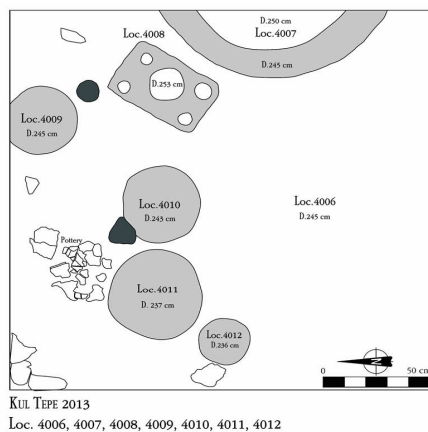 D.250 cm
Loc.4007
Loc.4008
D.245 cm
D.253 cm
Loc.4009
D.245 cm
Loc.4010
D.243 cm
Loc.4006
D.245 cm
Pottery
Loc.4011
D. 237 cm
Loc.4012
D.236 cm
N
0 50 cm
Kul Tepe 2013
Loc. 4006, 4007, 4008, 4009, 4010, 4011, 4012